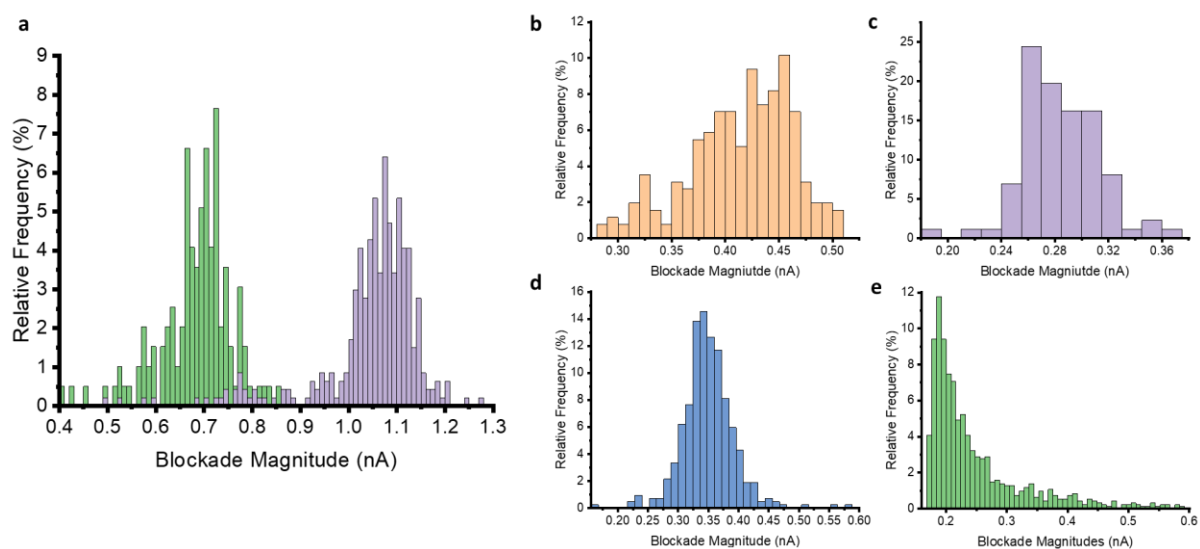 a
9
8
7
6
5
4
3
2
1
0
Relative Frequency (%)
0.4 0.5 0.6 0.7 0.8 0.9 1.0 1.1 1.2 1.3
Blockade Magnitude (nA)
b
12
10
8
6
4
2
0
Relative Frequency (%)
0.30 0.35 0.40 0.45 0.50
Blockade Magniutde (nA)
c
25
20
15
10
5
0
Relative Frequency (%)
0.20 0.24 0.28 0.32 0.36
Blockade Magniutde (nA)
d
16
14
12
10
8
6
4
2
0
Relative Frequency (%)
0.20 0.25 0.30 0.35 0.40 0.45 0.50 0.55 0.60
Blockade Magnitude (nA)
e
12
10
8
6
4
2
0
Relative Frequency (%)
0.2 0.3 0.4 0.5 0.6
Blockade Magnitudes (nA)